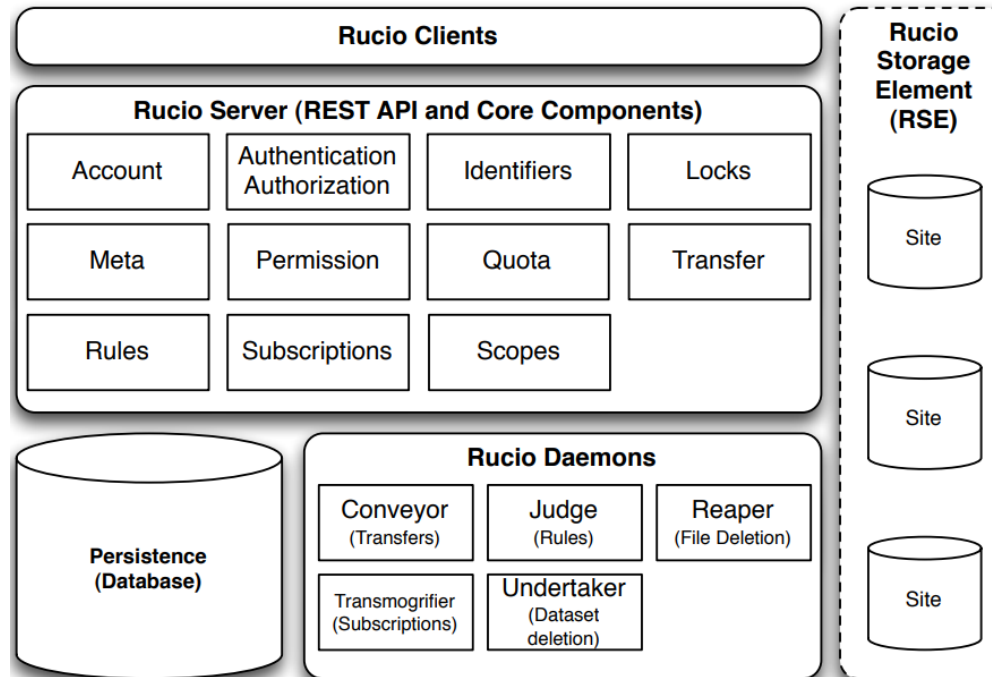 Rucio Clients
Rucio Server (REST API and Core Components)
Account
Authentication
Authorization
Identifiers
Locks
Meta
Permission
Quota
Transfer
Rules
Subscriptions
Scopes
Persistence
(Database)
Rucio Daemons
Conveyor
(Transfers)
Judge
(Rules)
Reaper
(File Deletion)
Transmogrifier
(Subscriptions)
Undertaker
(Dataset
deletion)
Rucio
Storage
Element
(RSE)
Site
Site
Site